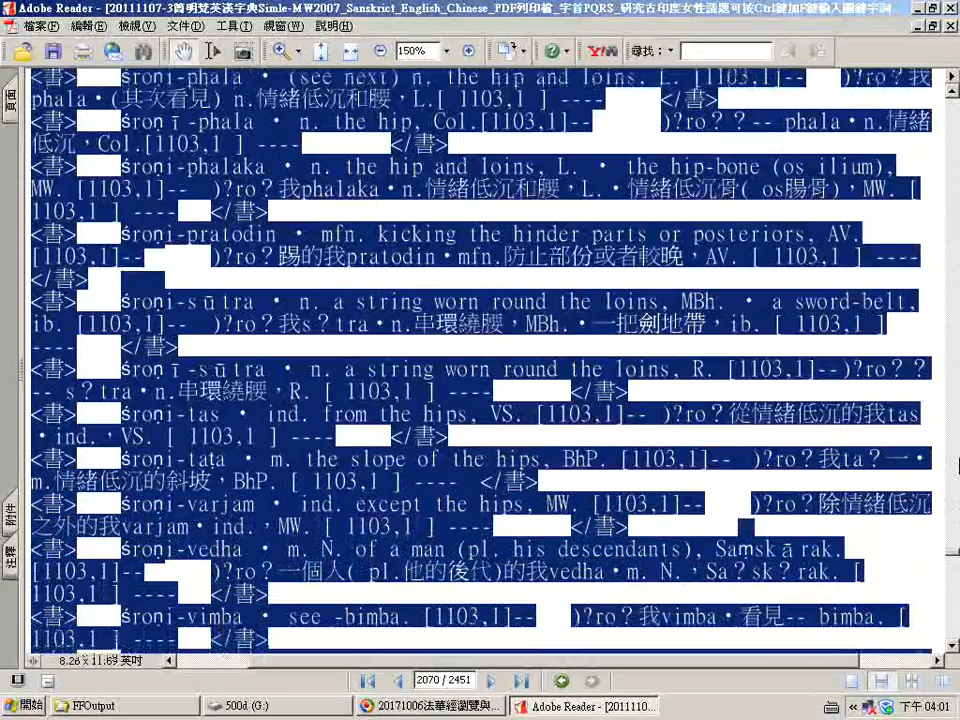 Adobe Reader - [20111107-3簡明梵英漢字典Simle-MW2007_Sanskrict_English_Chinese_PDF列印檔_字首PQRS_研究古印度女性議題可按Ctrl鍵加F鍵輸入關鍵字詞
檔案(F) 編輯(E) 檢視(V) 文件(D) 工具(T) 視窗(W) 說明(H)
150% Y! 尋找：
頁面
附件
注釋
<書> śroṇi-phala • (see next) n. the hip and loins, L. [1103,1]-- )?ro？我
phala•(其次看見) n.情緒低沉和腰，L.[ 1103,1 ] ---- </書>
<書> śroṇī-phala • n. the hip, Col.[1103,1]-- )?ro？？-- phala•n.情緒
低沉，Col.[1103,1 ] ---- </書>
<書> śroṇi-phalaka • n. the hip and loins, L. • the hip-bone (os ilium),
MW. [1103,1]-- )?ro？我phalaka•n.情緒低沉和腰，L.•情緒低沉骨( os腸骨)，MW. [
1103,1 ] ---- </書>
<書> śroṇi-pratodin • mfn. kicking the hinder parts or posteriors, AV.
[1103,1]-- )?ro？踢的我pratodin•mfn.防止部份或者較晚，AV. [ 1103,1 ] ----
</書>
<書> śroṇi-sūtra • n. a string worn round the loins, MBh. • a sword-belt,
ib. [1103,1]-- )?ro？我s？tra•n.串環繞腰，MBh.•一把劍地帶，ib. [ 1103,1 ]
---- </書>
<書> śroṇī-sūtra • n. a string worn round the loins, R. [1103,1]--)?ro？？
-- s？tra•n.串環繞腰，R. [ 1103,1 ] ---- </書>
<書> śroṇi-tas • ind. from the hips, VS. [1103,1]-- )?ro？從情緒低沉的我tas
•ind.，VS. [ 1103,1 ] ---- </書>
<書> śroṇi-taṭa • m. the slope of the hips, BhP. [1103,1]-- )?ro？我ta？一•
m.情緒低沉的斜坡，BhP. [ 1103,1 ] ---- </書>
<書> śroṇi-varjam • ind. except the hips, MW. [1103,1]-- )?ro？除情緒低沉
之外的我varjam•ind.，MW. [ 1103,1 ] ---- </書>
<書> śroṇi-vedha • m. N. of a man (pl. his descendants), Saṃskārak.
[1103,1]-- )?ro？一個人( pl.他的後代)的我vedha•m. N.，Sa？sk？rak. [
1103,1 ] ---- </書>
<書> śroṇi-vimba • see -bimba. [1103,1]-- )?ro？我vimba•看見-- bimba. [
1103,1 ] ---- </書>
8.26 x 11.69 英吋
2070 / 2451
開始 FFOutput 500d (G:) 20171006法華經瀏覽與... Adobe Reader - [2011110... 下午 04:01